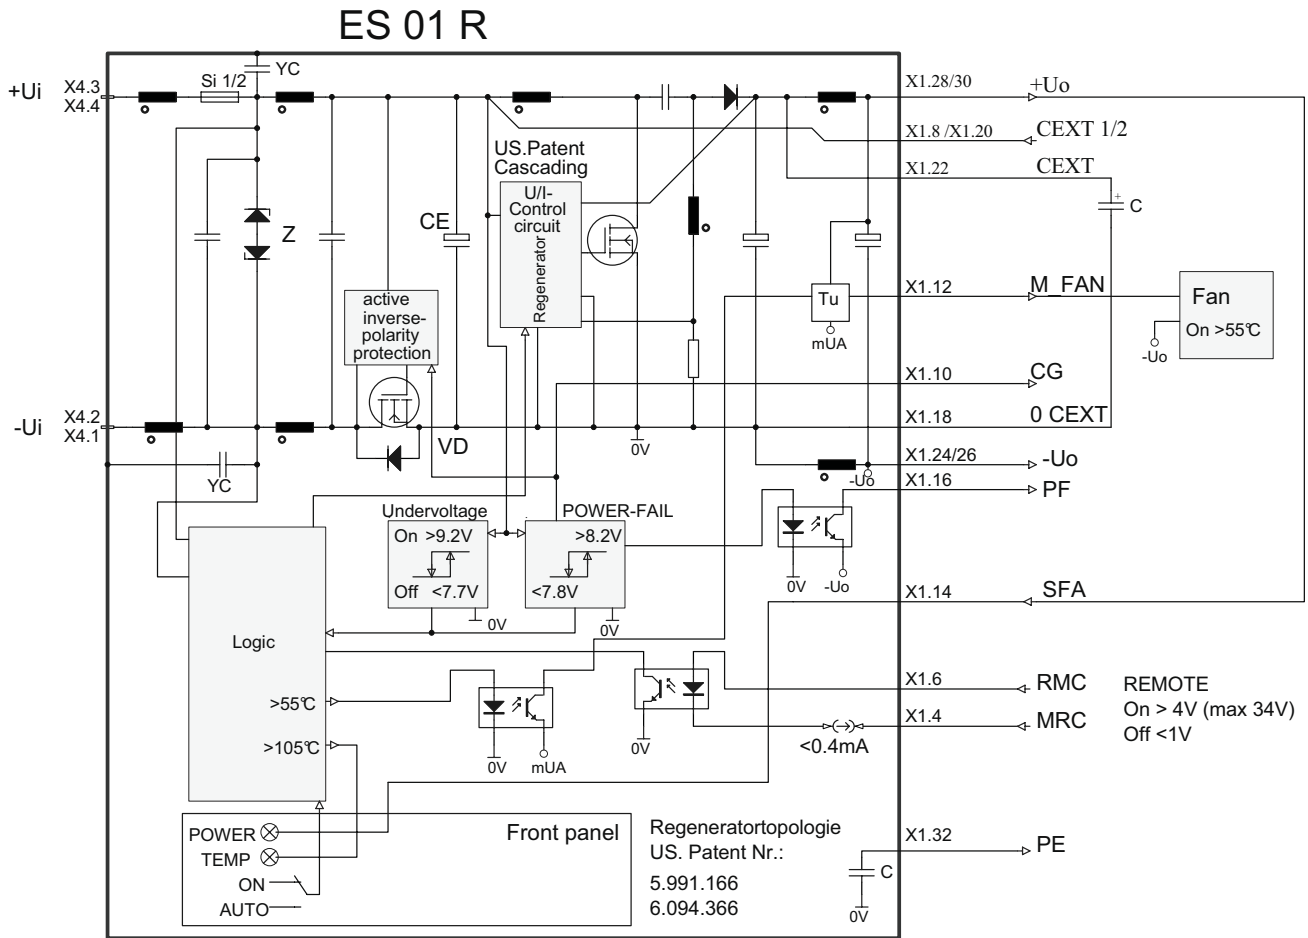 ES 01 R
+Ui
X4.3
X4.4
Si 1/2
YC
X1.28/30
+Uo
X1.8 /X1.20
CEXT 1/2
US.Patent
Cascading
X1.22
CEXT
U/I-
Control
circuit
Regenerator
+
C
CE
Z
active
inverse-
polarity
protection
Tu
mUA
X1.12
M_FAN
Fan
On >55°C
-Uo
X1.10
CG
-Ui
X4.2
X4.1
X1.18
0 CEXT
VD
0V
YC
X1.24/26
-Uo
-Uo
X1.16
PF
Undervoltage
On >9.2V
Off <7.7V
0V
POWER-FAIL
>8.2V
<7.8V
0V
0V
-Uo
X1.14
SFA
Logic
>55°C
>105°C
0V
mUA
0V
X1.6
RMC
X1.4
MRC
<0.4mA
REMOTE
On > 4V (max 34V)
Off <1V
POWER
TEMP
ON
AUTO
Front panel
Regeneratortopologie
US. Patent Nr.:
5.991.166
6.094.366
X1.32
PE
C
0V